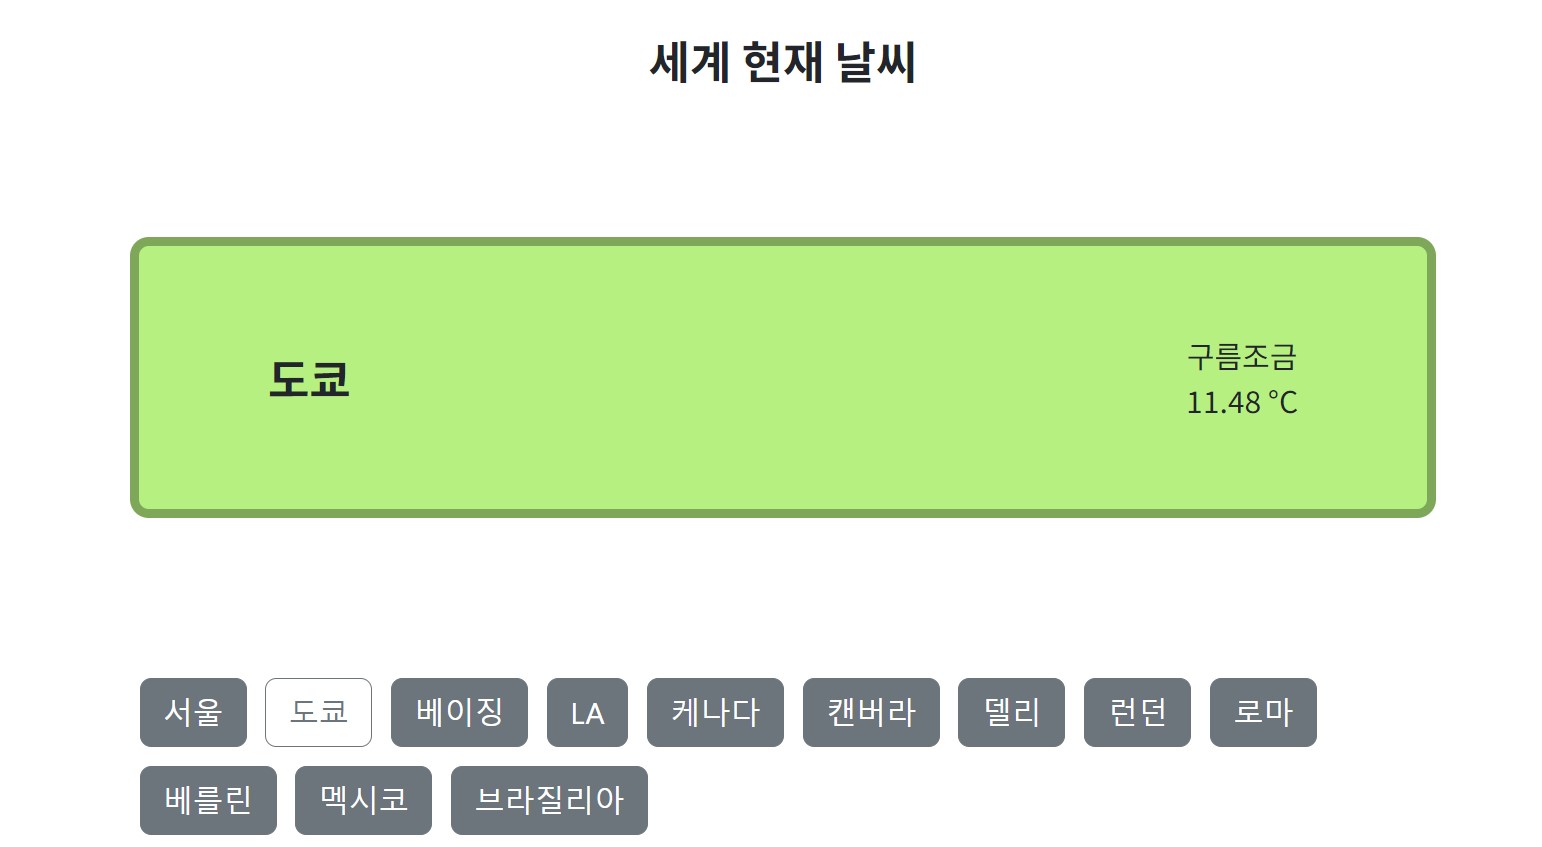 세계 현재 날씨
도쿄
구름조금
11.48 °C
서울 도쿄 베이징 LA 케나다 캔버라 델리 런던 로마
베를린 멕시코 브라질리아